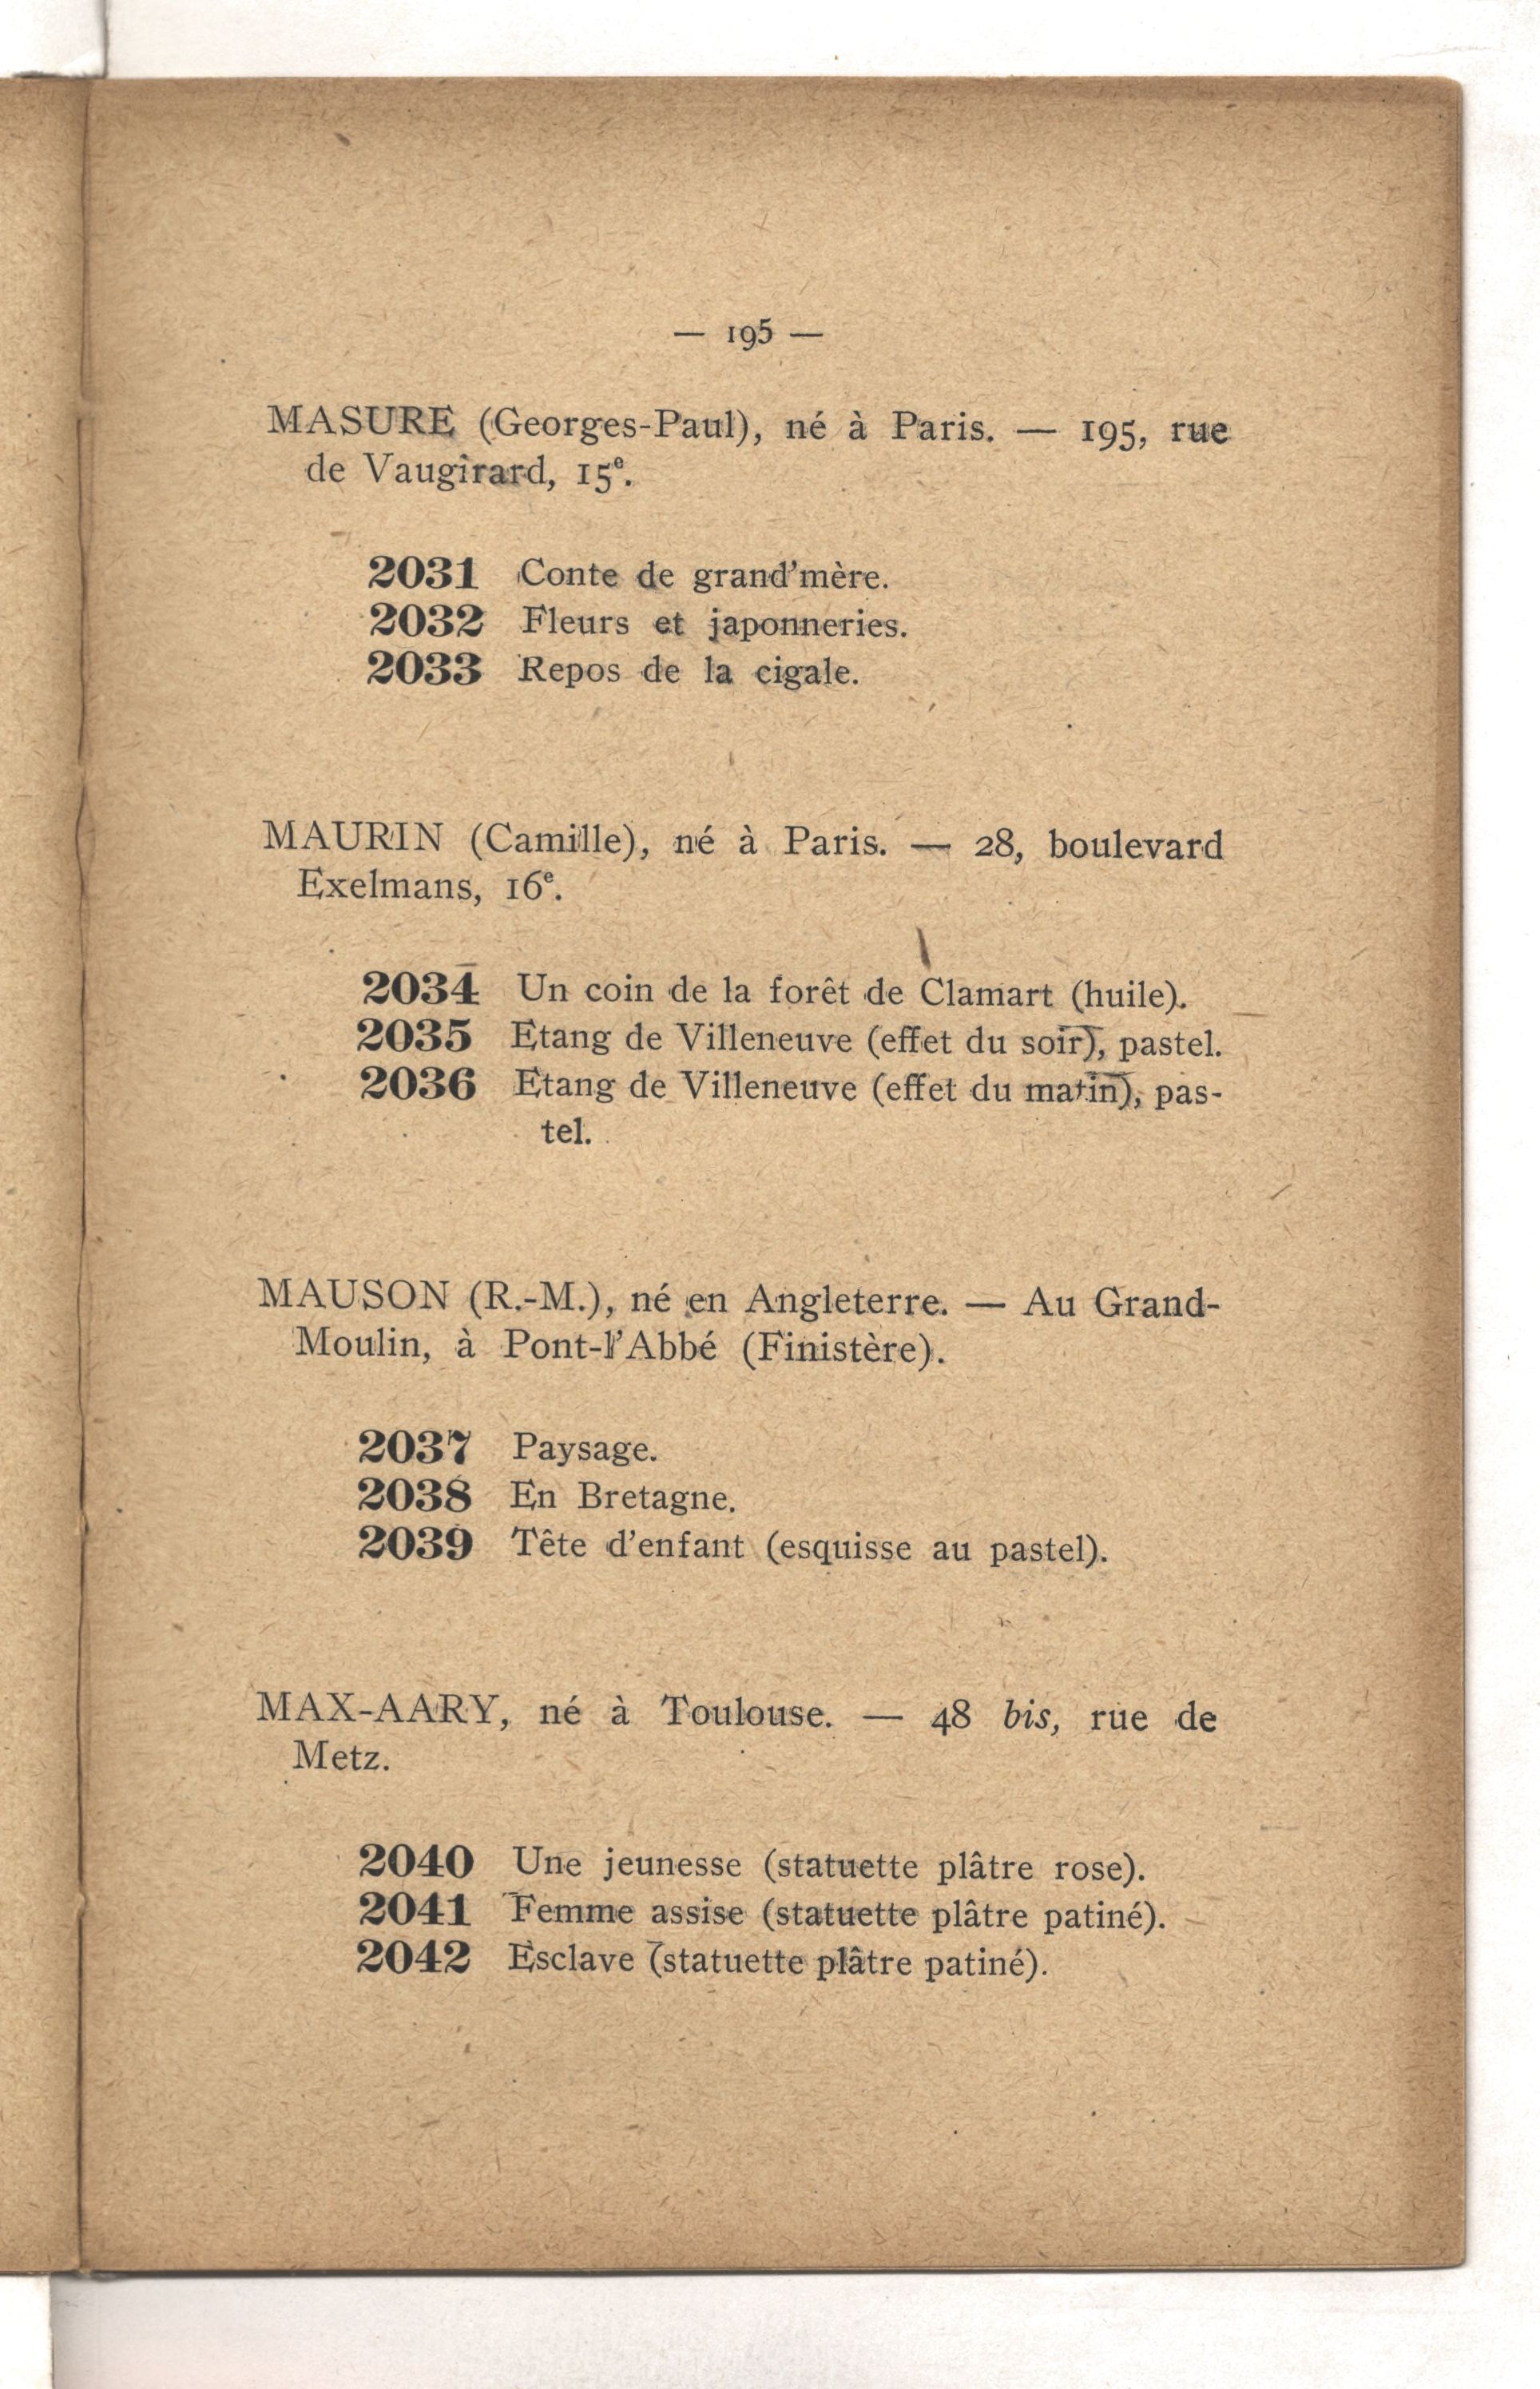 — 195 —
MASURE (Georges-Paul), né à Paris. — 195, rue
de Vaugirard, 15e.
2031 Conte de grand'mère.
2032 Fleurs et japonneries.
2033 Repos de la cigale.
MAURIN (Camille), né à Paris. — 28, boulevard
Exelmans, 16e.
2034 Un coin de la forêt de Clamart (huile).
2035 Etang de Villeneuve (effet du soir), pastel.
2036 Etang de Villeneuve (effet du matin), pas-
tel.
MAUSON (R.-M.), né en Angleterre. — Au Grand-
Moulin, à Pont-l'Abbé (Finistère).
2037 Paysage.
2038 En Bretagne.
2039 Tête d'enfant (esquisse au pastel).
MAX-AARY, né à Toulouse. — 48 bis, rue de
Metz.
2040 Une jeunesse (statuette plâtre rose).
2041 Femme assise (statuette plâtre patiné).
2042 Esclave (statuette plâtre patiné).